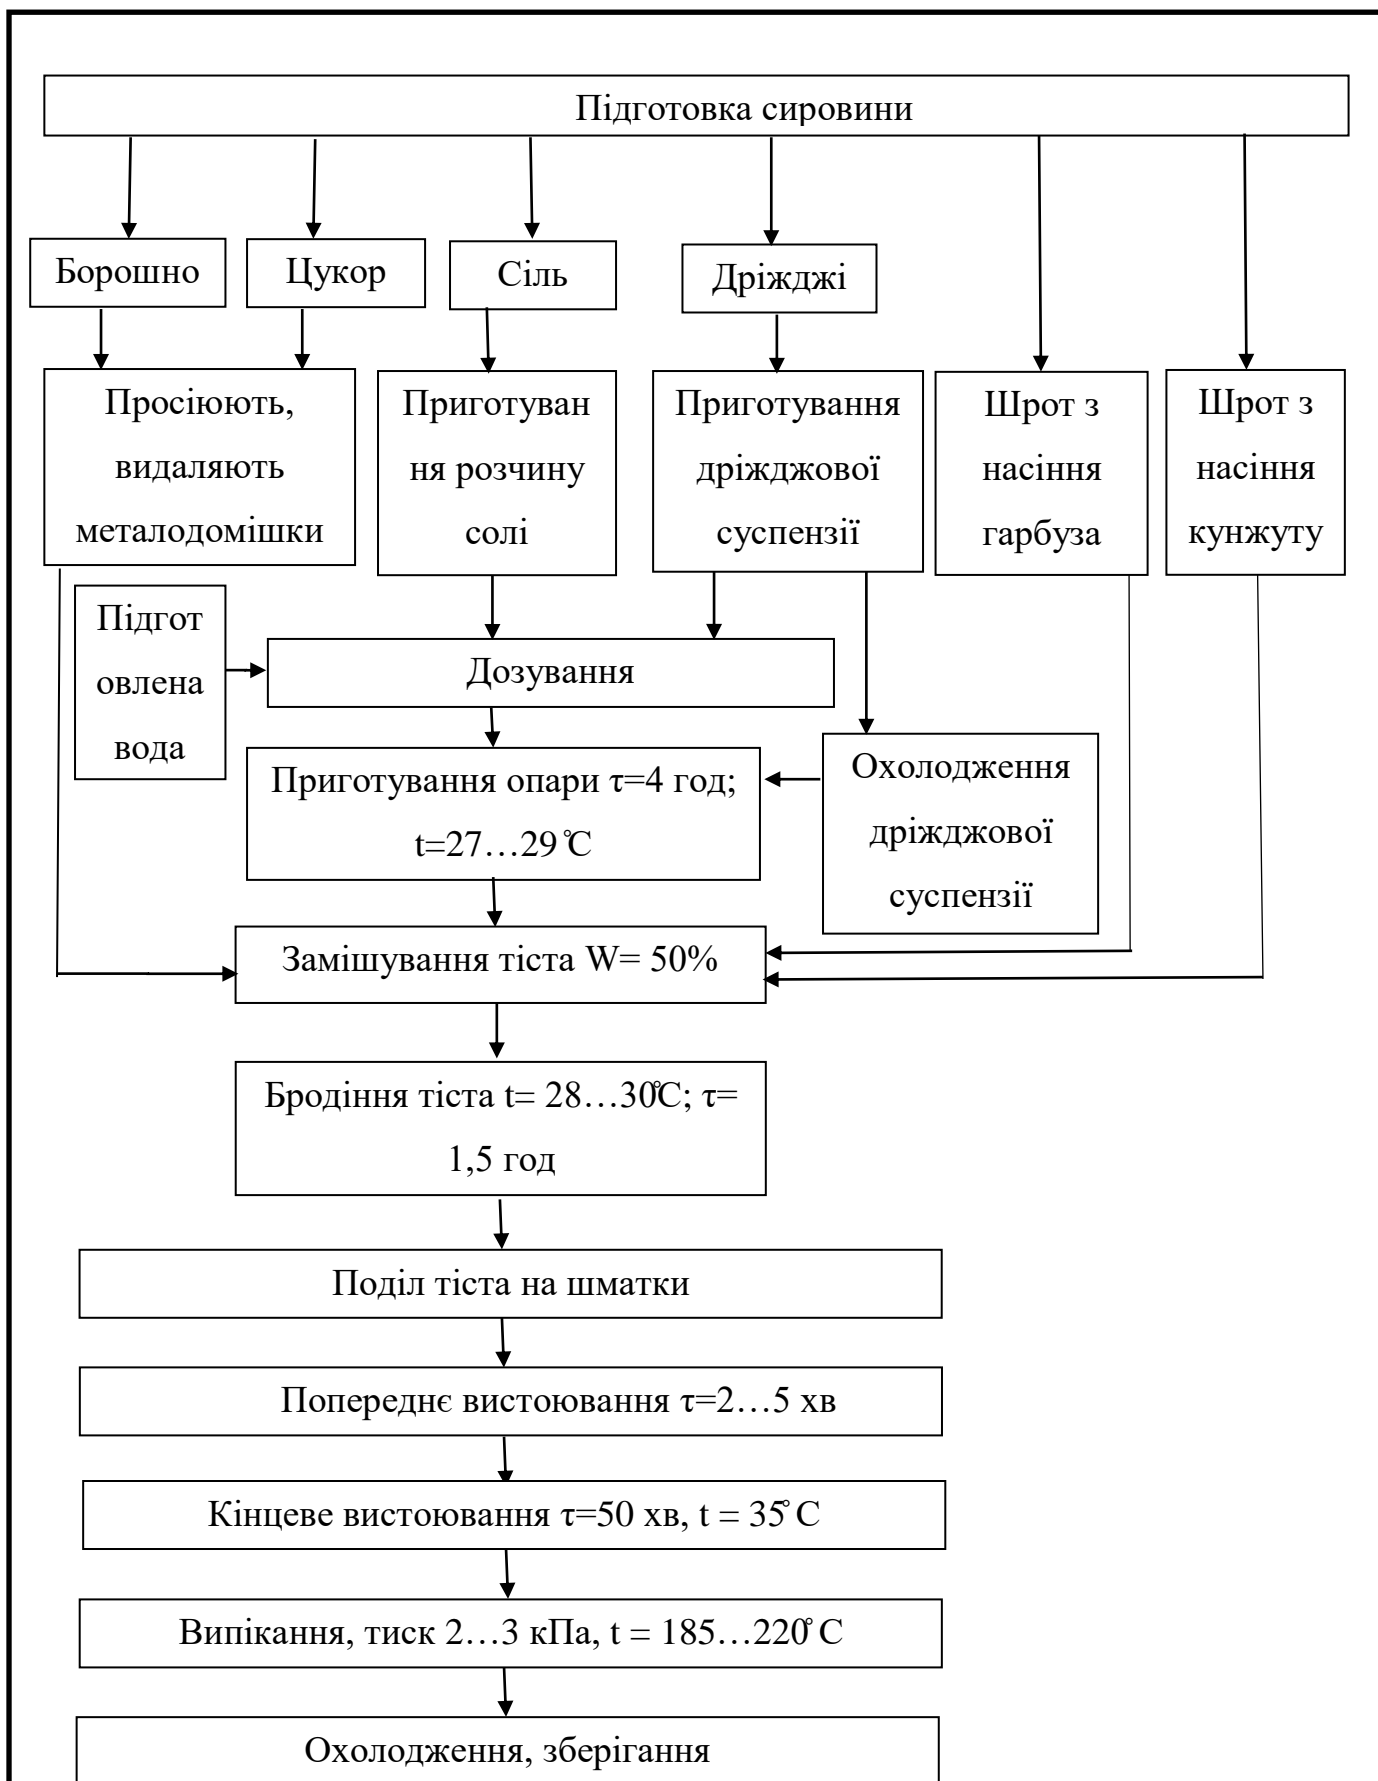 Підготовка сировини
Борошно
Цукор
Сіль
Дріжджі
Просіюють,
видаляють
металодомішки
Приготуван
ня розчину
солі
Приготування
дріжджової
суспензії
Шрот з
насіння
гарбуза
Шрот з
насіння
кунжуту
Підгот
овлена
вода
Дозування
Приготування опари τ=4 год;
t=27…29 ℃
Охолодження
дріжджової
суспензії
Замішування тіста W= 50%
Бродіння тіста t= 28…30℃; τ=
1,5 год
Поділ тіста на шматки
Попереднє вистоювання τ=2…5 хв
Кінцеве вистоювання τ=50 хв, t = 35° С
Випікання, тиск 2…3 кПа, t = 185…220° С
Охолодження, зберігання